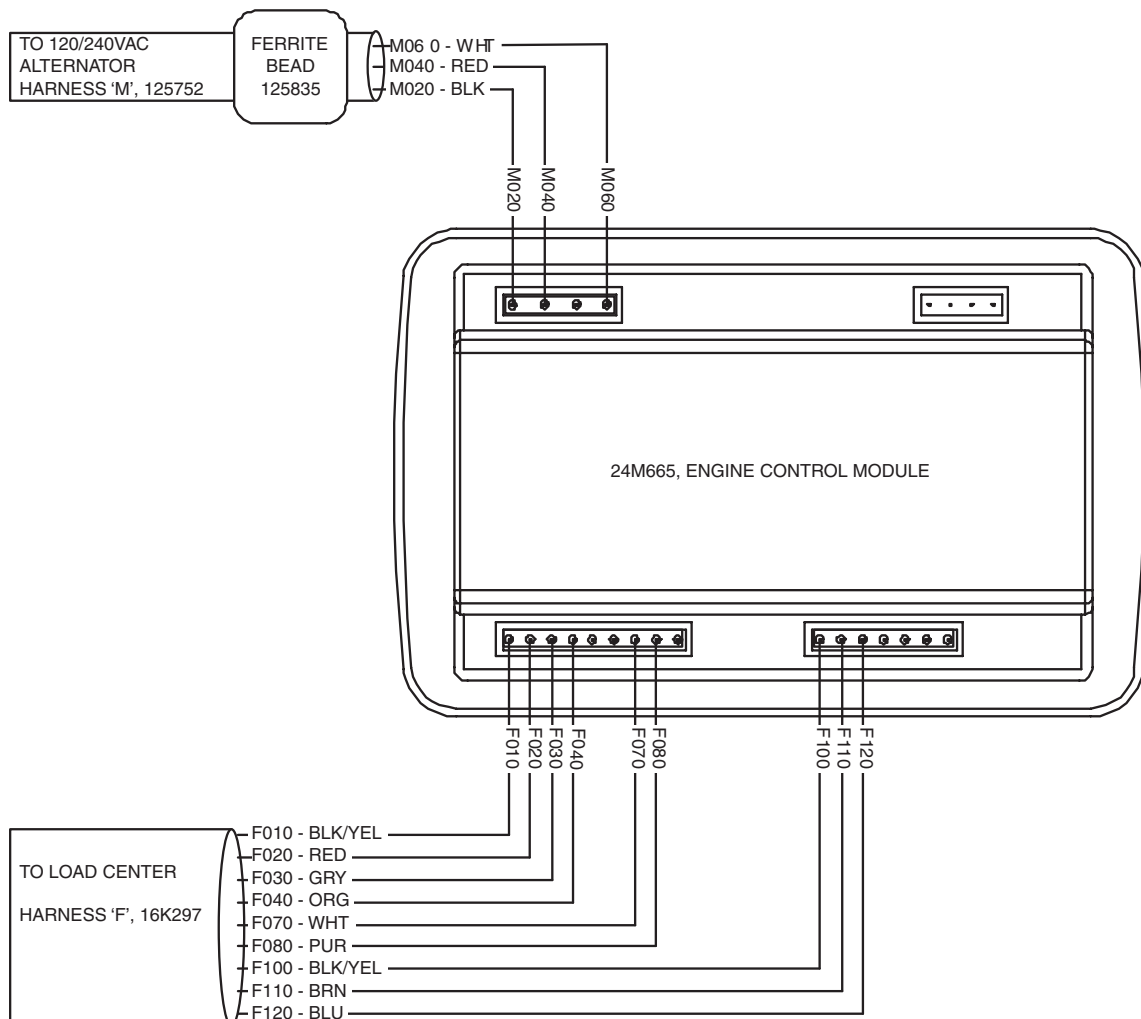 TO 120/240VAC
ALTERNATOR
HARNESS ‘M’, 125752
FERRITE
BEAD
125835
M06 0 - WHT
M040 - RED
M020 - BLK
M020
M040
M060
24M665, ENGINE CONTROL MODULE
F010
F020
F030
F040
F070
F080
F100
F110
F120
TO LOAD CENTER
HARNESS ‘F’, 16K297
F010 - BLK/YEL
F020 - RED
F030 - GRY
F040 - ORG
F070 - WHT
F080 - PUR
F100 - BLK/YEL
F110 - BRN
F120 - BLU